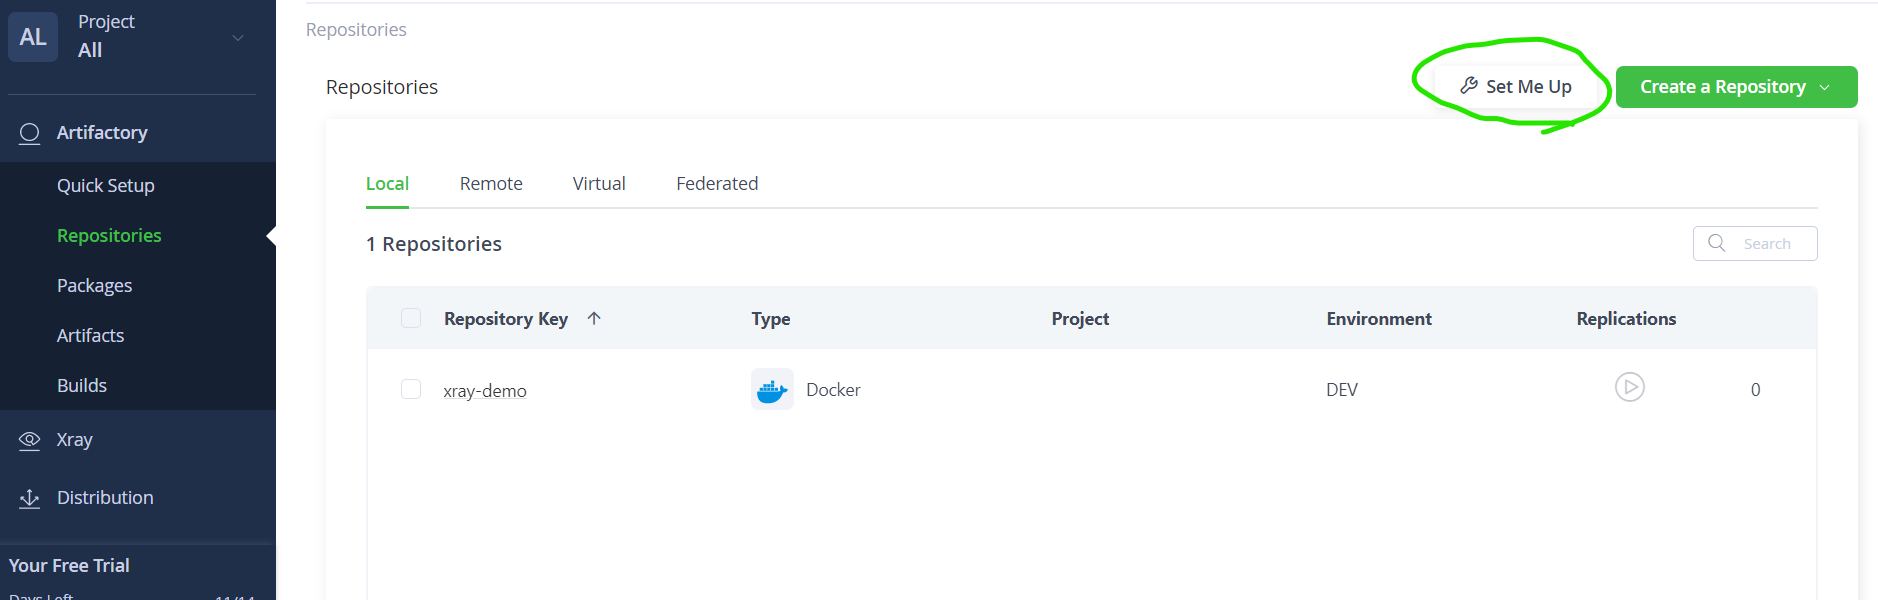 AL
Project
All
Artifactory
Quick Setup
Repositories
Packages
Artifacts
Builds
Xray
Distribution
Your Free Trial
Days Left 11/14
Repositories
Repositories
Set Me Up
Create a Repository
Local Remote Virtual Federated
1 Repositories
Search
Repository Key Type Project Environment Replications
xray-demo Docker DEV 0